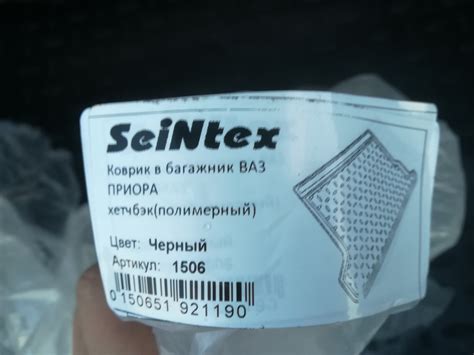 SeiNtex
Коврик в багажник ВАЗ
ПРИОРА
хетчбэк(полимерный)
Цвет: Черный
Артикул: 1506
0 150651 921190